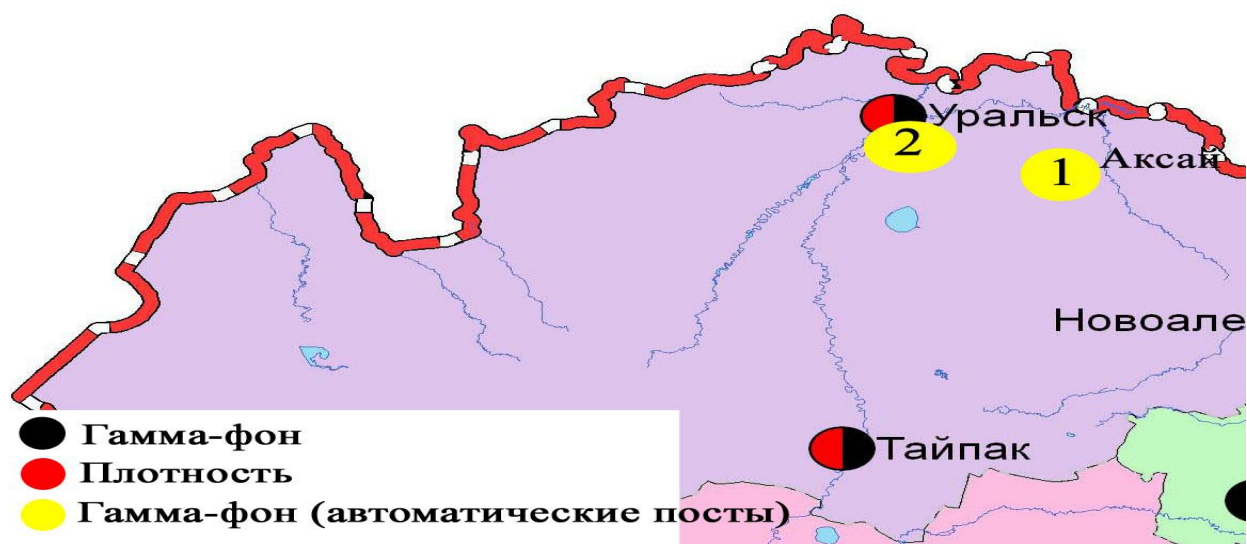 Уральск
2
Аксай
1
Новоале
Тайпак
Гамма-фон
Плотность
Гамма-фон (автоматические посты)